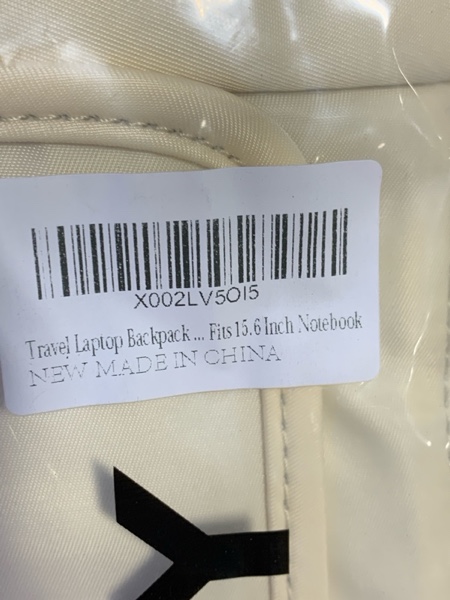 X002LV5OI5
Travel Laptop Backpack ... Fits 15.6 Inch Notebook
NEW MADE IN CHINA
Y